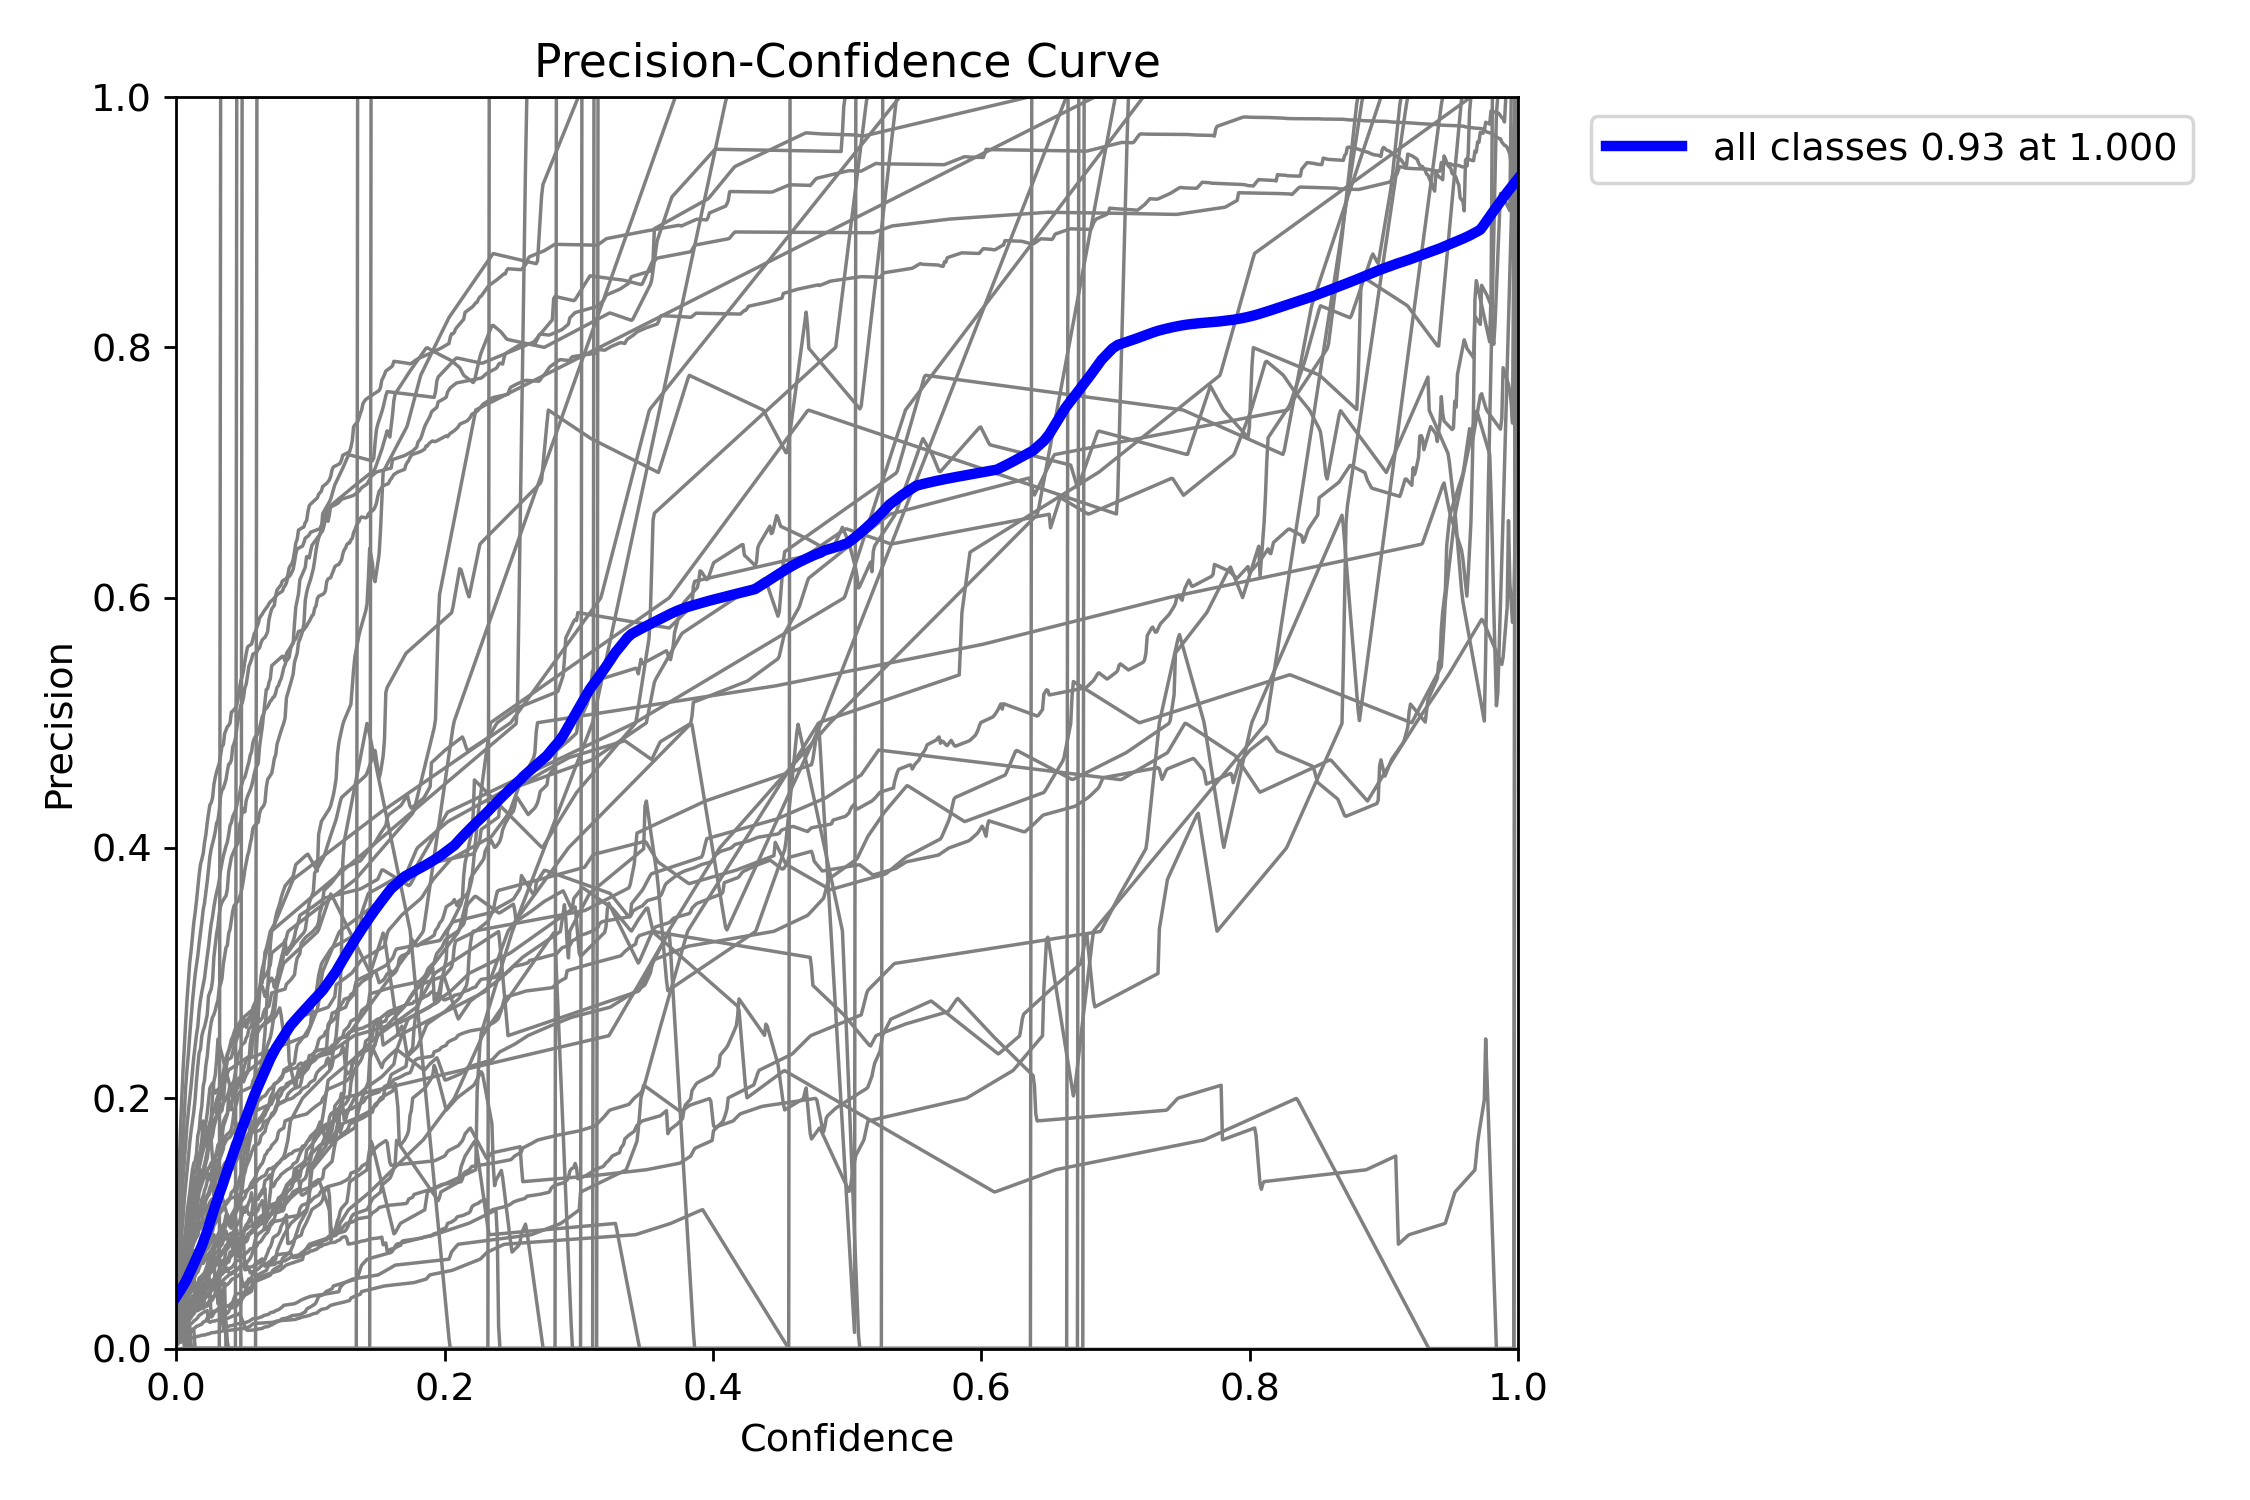 Precision-Confidence Curve
1.0
0.8
0.6
0.4
0.2
0.0
Precision
0.0 0.2 0.4 0.6 0.8 1.0
Confidence
all classes 0.93 at 1.000